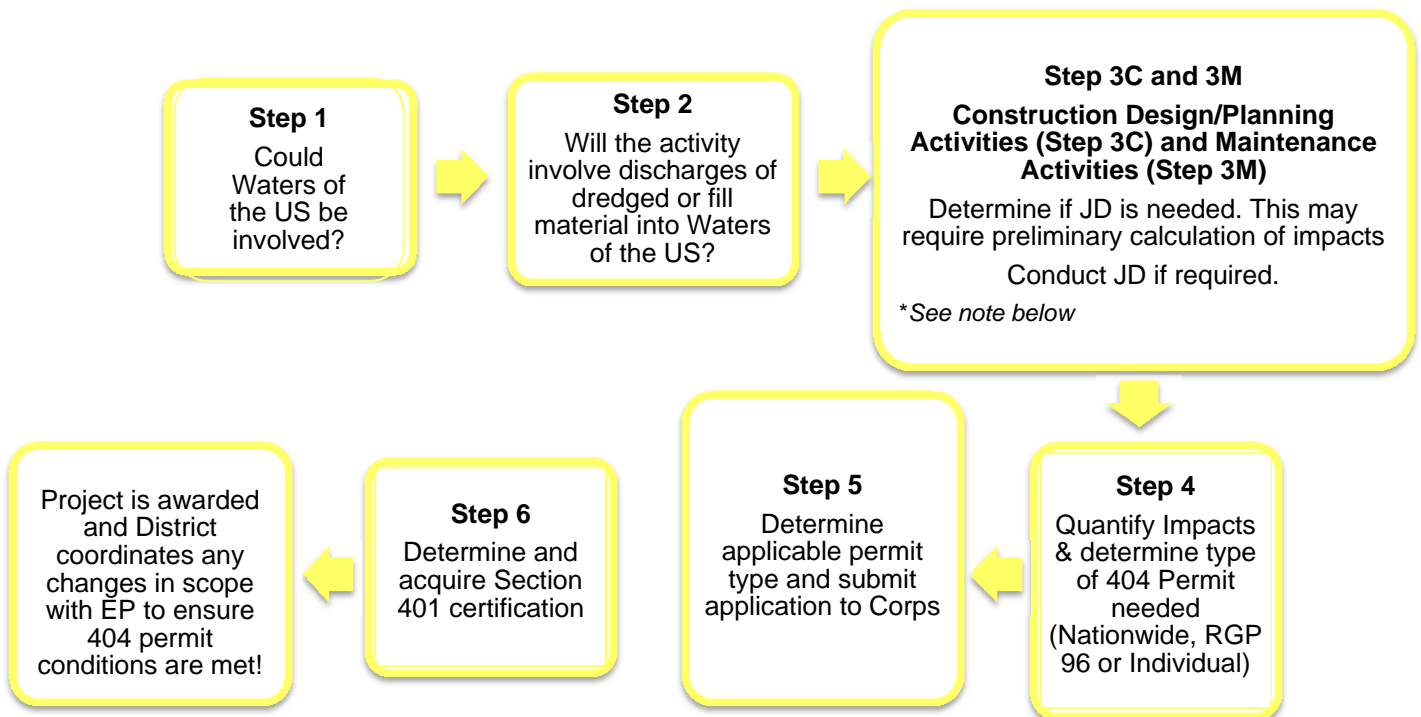 Step 1
Could
Waters of
the US be
involved?
Step 2
Will the activity
involve discharges of
dredged or fill
material into Waters
of the US?
Step 3C and 3M
Construction Design/Planning
Activities (Step 3C) and Maintenance
Activities (Step 3M)
Determine if JD is needed. This may
require preliminary calculation of impacts
Conduct JD if required.
*See note below
Step 4
Quantify Impacts
& determine type
of 404 Permit
needed
(Nationwide, RGP
96 or Individual)
Step 5
Determine
applicable permit
type and submit
application to Corps
Step 6
Determine and
acquire Section
401 certification
Project is awarded
and District
coordinates any
changes in scope
with EP to ensure
404 permit
conditions are met!